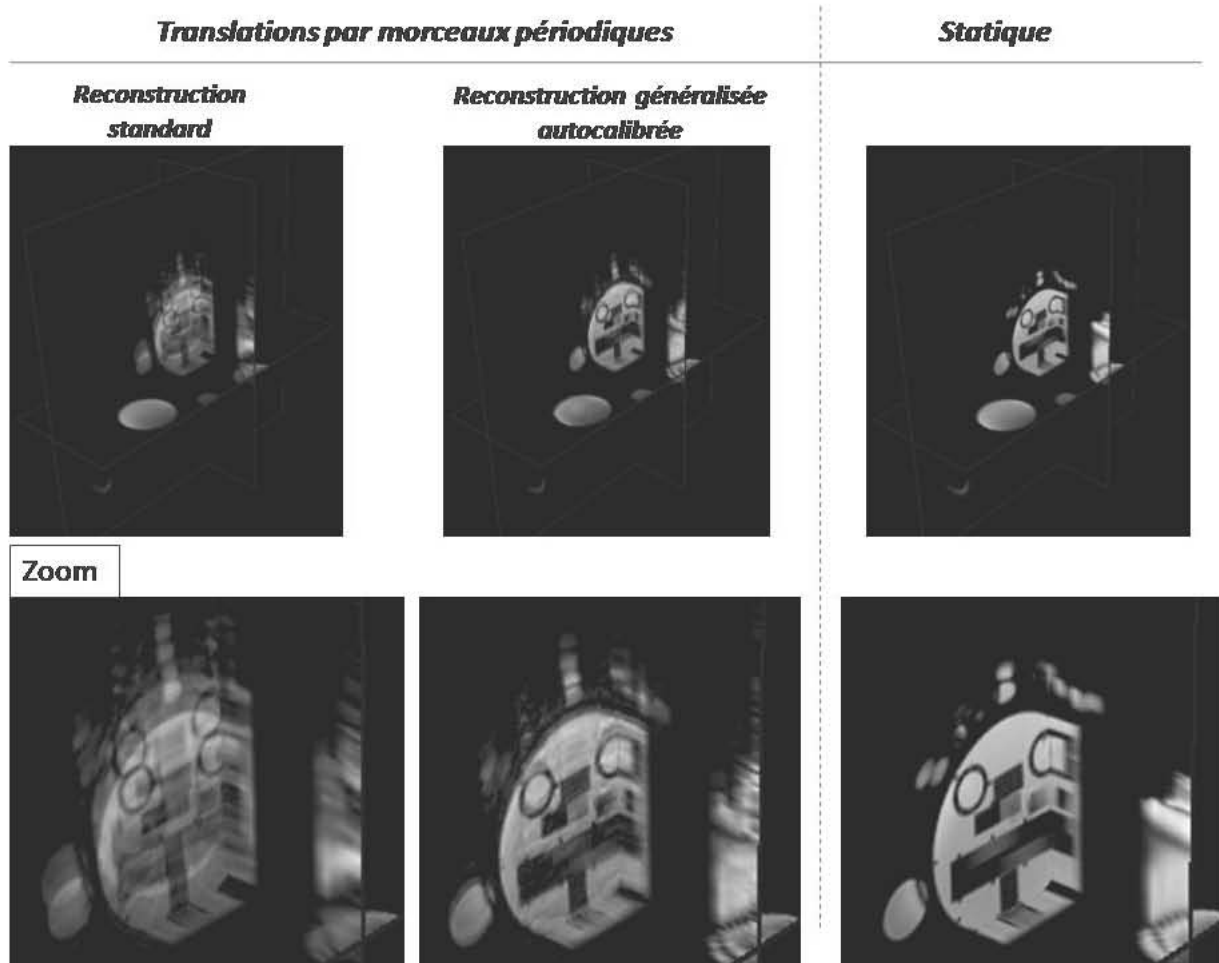 Translations par morceaux périodiques
Statique
Reconstruction
standard
Reconstruction généralisée
autocalibrée
Zoom